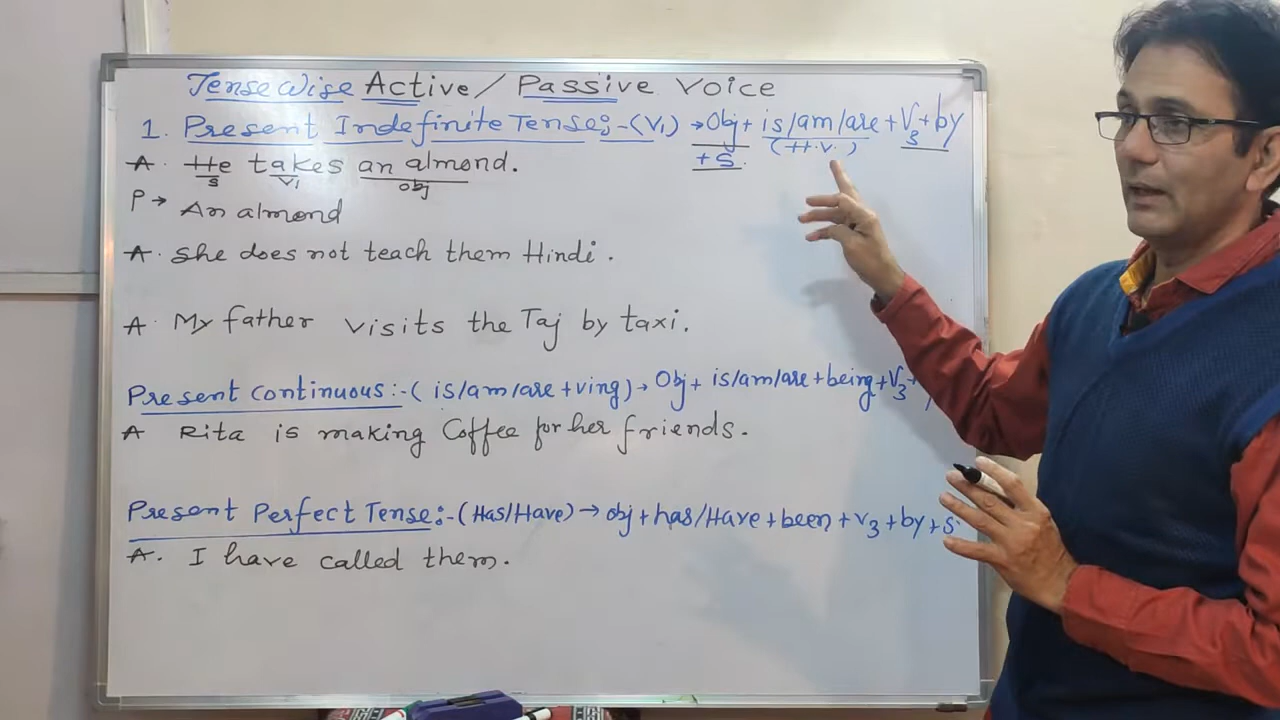 Tense Wise Active / Passive Voice
1. Present Indefinite Tense:- (V1) → Obj + is/am/are + V3 + by
(H.V.)
+ S.
A. He takes an almond.
S V1 obj
P → An almond
A. She does not teach them Hindi.
A. My father visits the Taj by taxi.
Present Continuous:- (is/am/are + ving) → Obj + is/am/are + being + V3 +
A Rita is making Coffee for her friends.
Present Perfect Tense:- (Has/Have) → obj + has/Have + been + v3 + by + S.
A. I have called them.